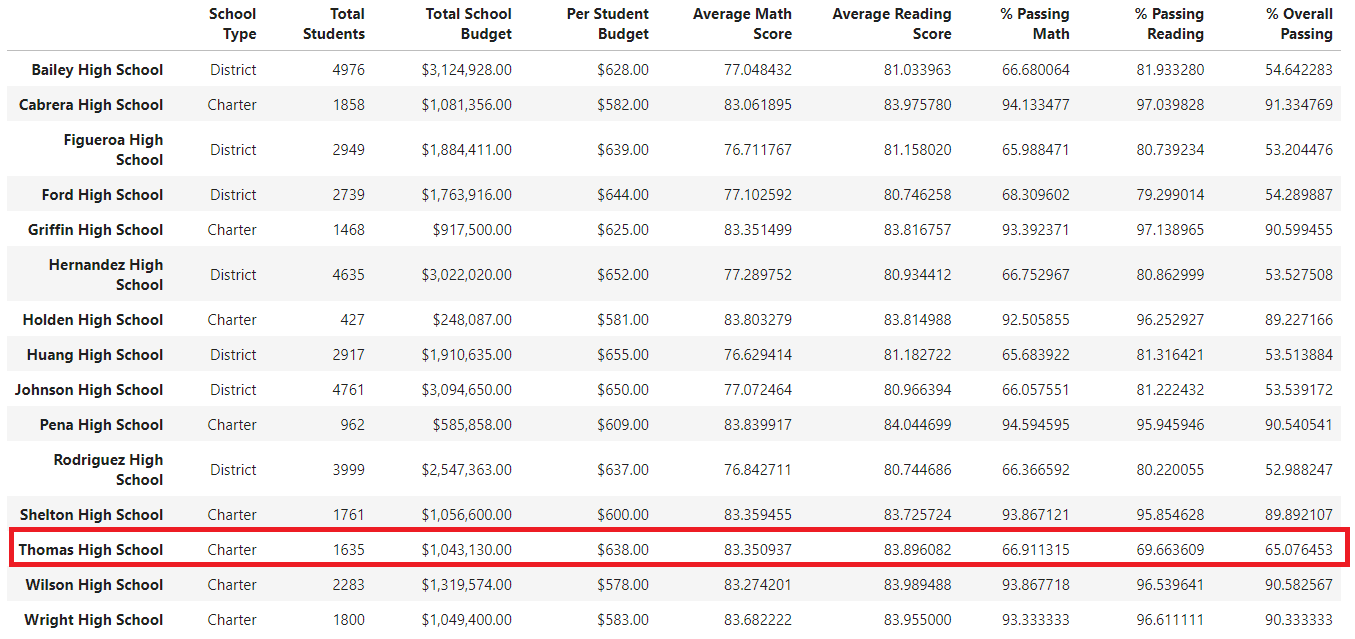 School Type Total Students Total School Budget Per Student Budget Average Math Score Average Reading Score % Passing Math % Passing Reading % Overall Passing
Bailey High School District 4976 $3,124,928.00 $628.00 77.048432 81.033963 66.680064 81.933280 54.642283
Cabrera High School Charter 1858 $1,081,356.00 $582.00 83.061895 83.975780 94.133477 97.039828 91.334769
Figueroa High School District 2949 $1,884,411.00 $639.00 76.711767 81.158020 65.988471 80.739234 53.204476
Ford High School District 2739 $1,763,916.00 $644.00 77.102592 80.746258 68.309602 79.299014 54.289887
Griffin High School Charter 1468 $917,500.00 $625.00 83.351499 83.816757 93.392371 97.138965 90.599455
Hernandez High School District 4635 $3,022,020.00 $652.00 77.289752 80.934412 66.752967 80.862999 53.527508
Holden High School Charter 427 $248,087.00 $581.00 83.803279 83.814988 92.505855 96.252927 89.227166
Huang High School District 2917 $1,910,635.00 $655.00 76.629414 81.182722 65.683922 81.316421 53.513884
Johnson High School District 4761 $3,094,650.00 $650.00 77.072464 80.966394 66.057551 81.222432 53.539172
Pena High School Charter 962 $585,858.00 $609.00 83.839917 84.044699 94.594595 95.945946 90.540541
Rodriguez High School District 3999 $2,547,363.00 $637.00 76.842711 80.744686 66.366592 80.220055 52.988247
Shelton High School Charter 1761 $1,056,600.00 $600.00 83.359455 83.725724 93.867121 95.854628 89.892107
Thomas High School Charter 1635 $1,043,130.00 $638.00 83.350937 83.896082 66.911315 69.663609 65.076453
Wilson High School Charter 2283 $1,319,574.00 $578.00 83.274201 83.989488 93.867718 96.539641 90.582567
Wright High School Charter 1800 $1,049,400.00 $583.00 83.682222 83.955000 93.333333 96.611111 90.333333